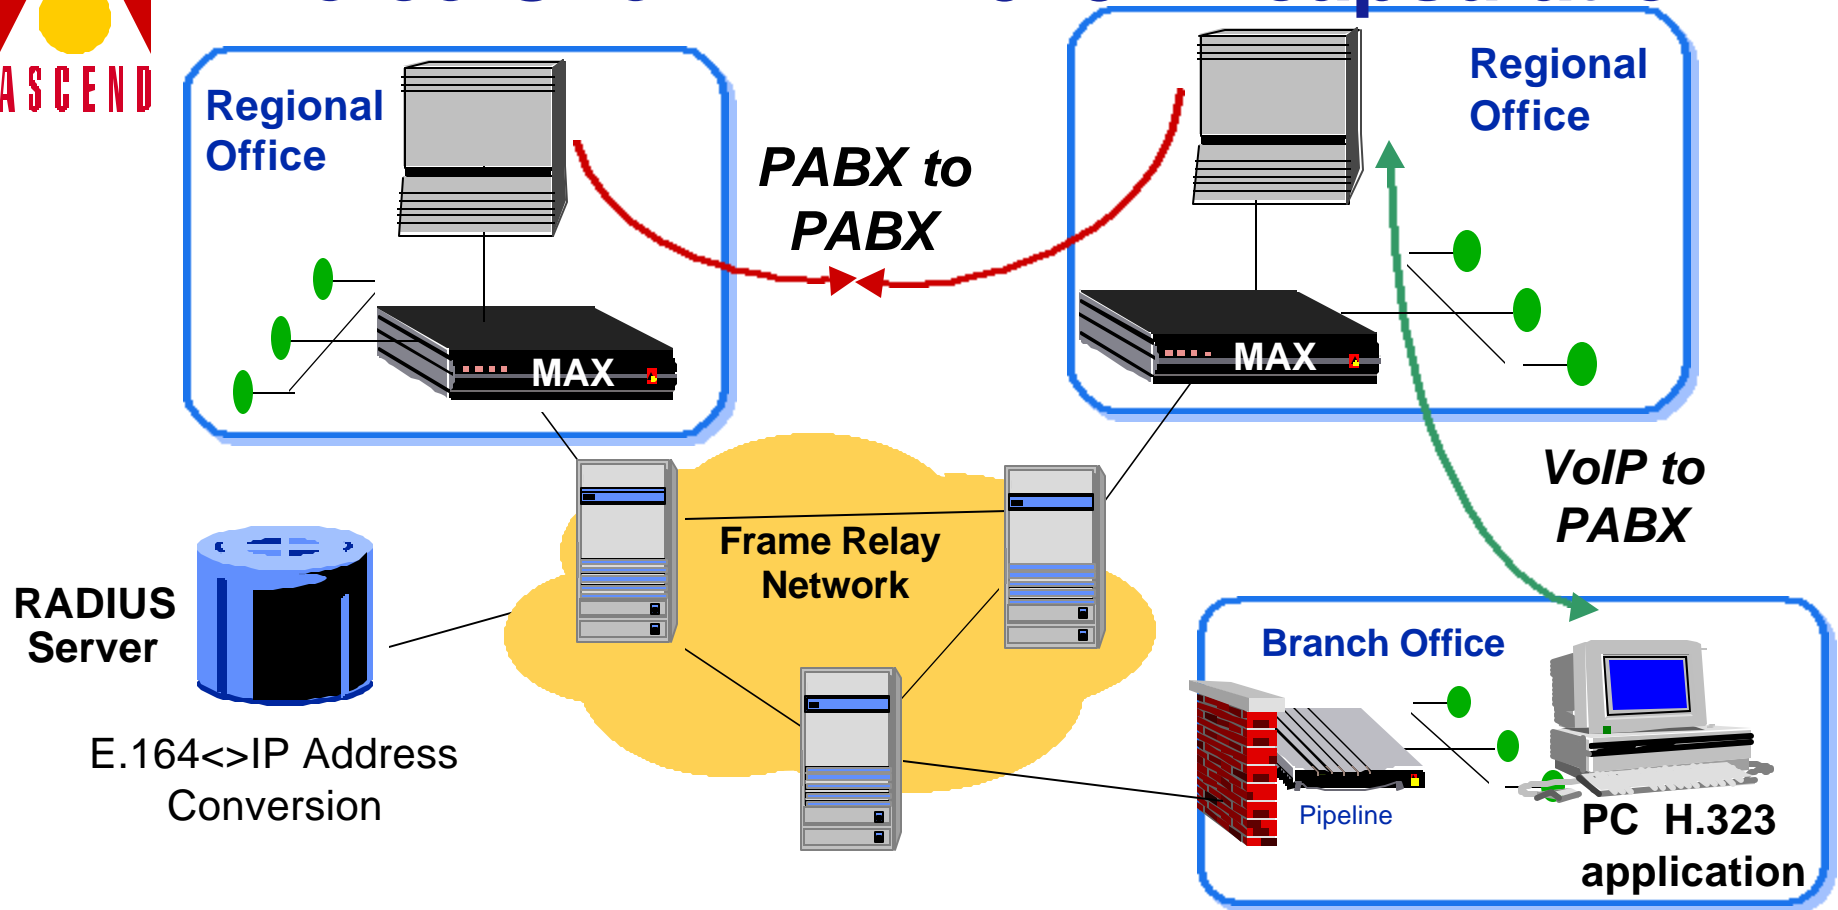 ASCEND
Regional
Office
Regional
Office
PABX to
PABX
MAX
MAX
VoIP to
PABX
Frame Relay
Network
RADIUS
Server
Branch Office
E.164<>IP Address
Conversion
Pipeline
PC H.323
application